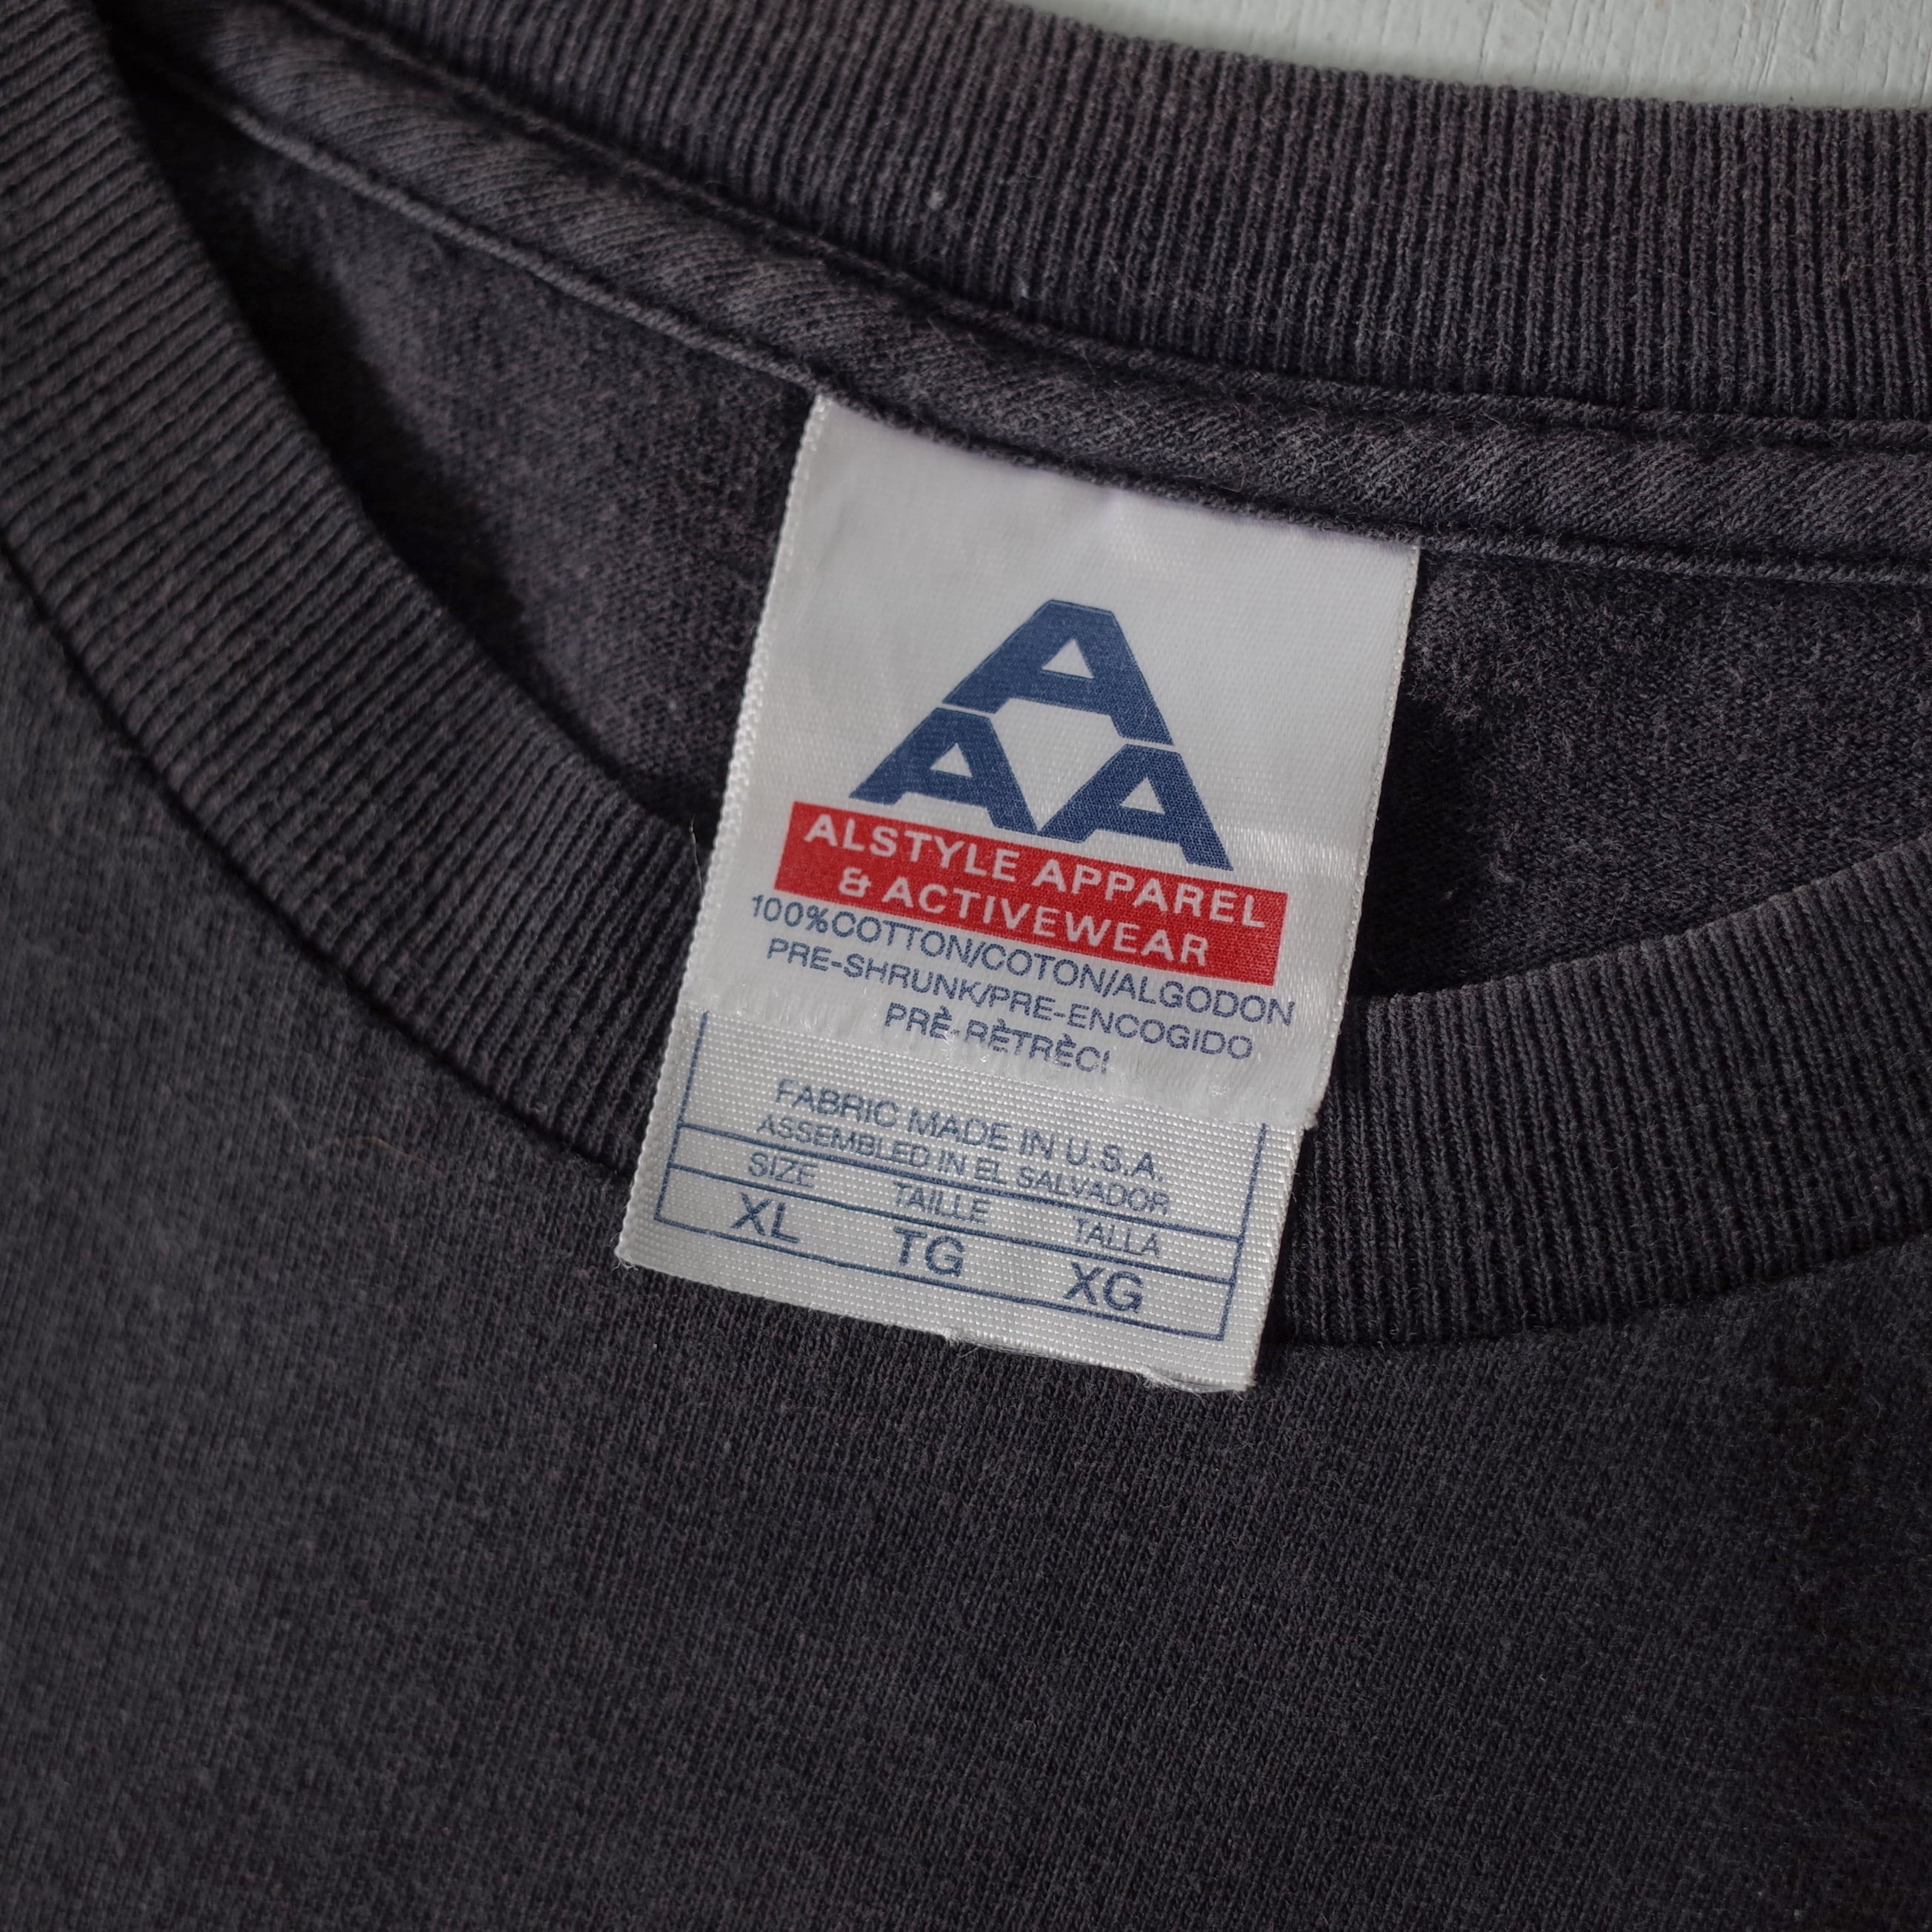 A
A A
ALSTYLE APPAREL
& ACTIVEWEAR
100%COTTON/COTON/ALGODON
PRE-SHRUNK/PRE-ENCOGIDO
PRÈ-RÈTRÈCI
FABRIC MADE IN U.S.A.
ASSEMBLED IN EL SALVADOR
SIZE TAILLE TALLA
XL TG XG